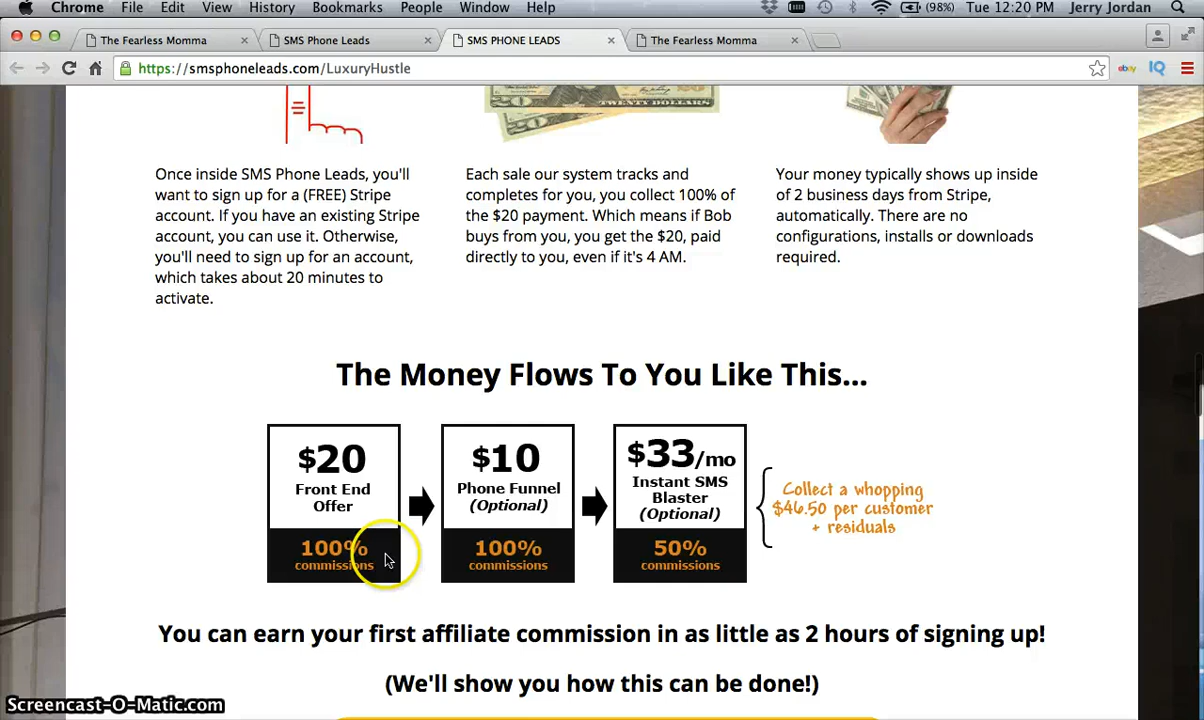 Chrome File Edit View History Bookmarks People Window Help (98%) Tue 12:20 PM Jerry Jordan
The Fearless Momma × SMS Phone Leads × SMS PHONE LEADS × The Fearless Momma ×
https://smsphoneleads.com/LuxuryHustle ebay IQ
TWENTY DOLLARS
Once inside SMS Phone Leads, you'll
want to sign up for a (FREE) Stripe
account. If you have an existing Stripe
account, you can use it. Otherwise,
you'll need to sign up for an account,
which takes about 20 minutes to
activate.
Each sale our system tracks and
completes for you, you collect 100% of
the $20 payment. Which means if Bob
buys from you, you get the $20, paid
directly to you, even if it's 4 AM.
Your money typically shows up inside
of 2 business days from Stripe,
automatically. There are no
configurations, installs or downloads
required.
The Money Flows To You Like This...
$20
Front End
Offer
100%
commissions
$10
Phone Funnel
(Optional)
100%
commissions
$33/mo
Instant SMS
Blaster
(Optional)
50%
commissions
Collect a whopping
$46.50 per customer
+ residuals
You can earn your first affiliate commission in as little as 2 hours of signing up!
(We'll show you how this can be done!)
Screencast-O-Matic.com